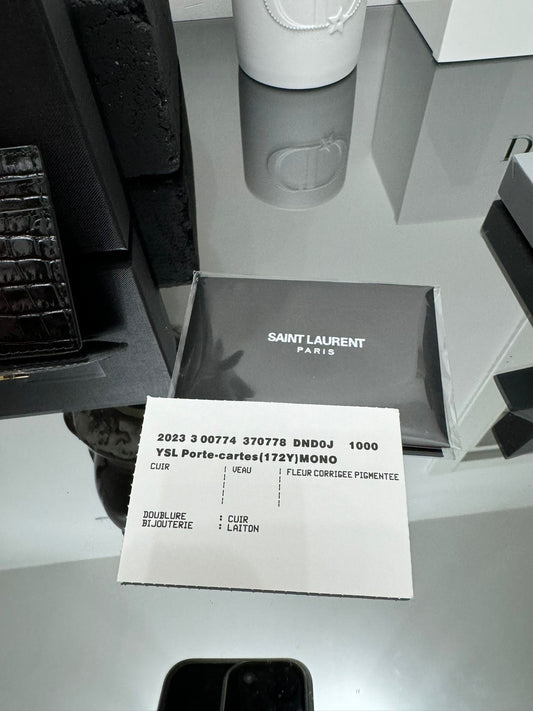 SAINT LAURENT
PARIS
2023 3 00774 370778 DND0J 1000
YSL Porte-cartes(172Y)MONO
CUIR | VEAU | FLEUR CORRIGEE PIGMENTEE
DOUBLURE : CUIR
BIJOUTERIE : LAITON